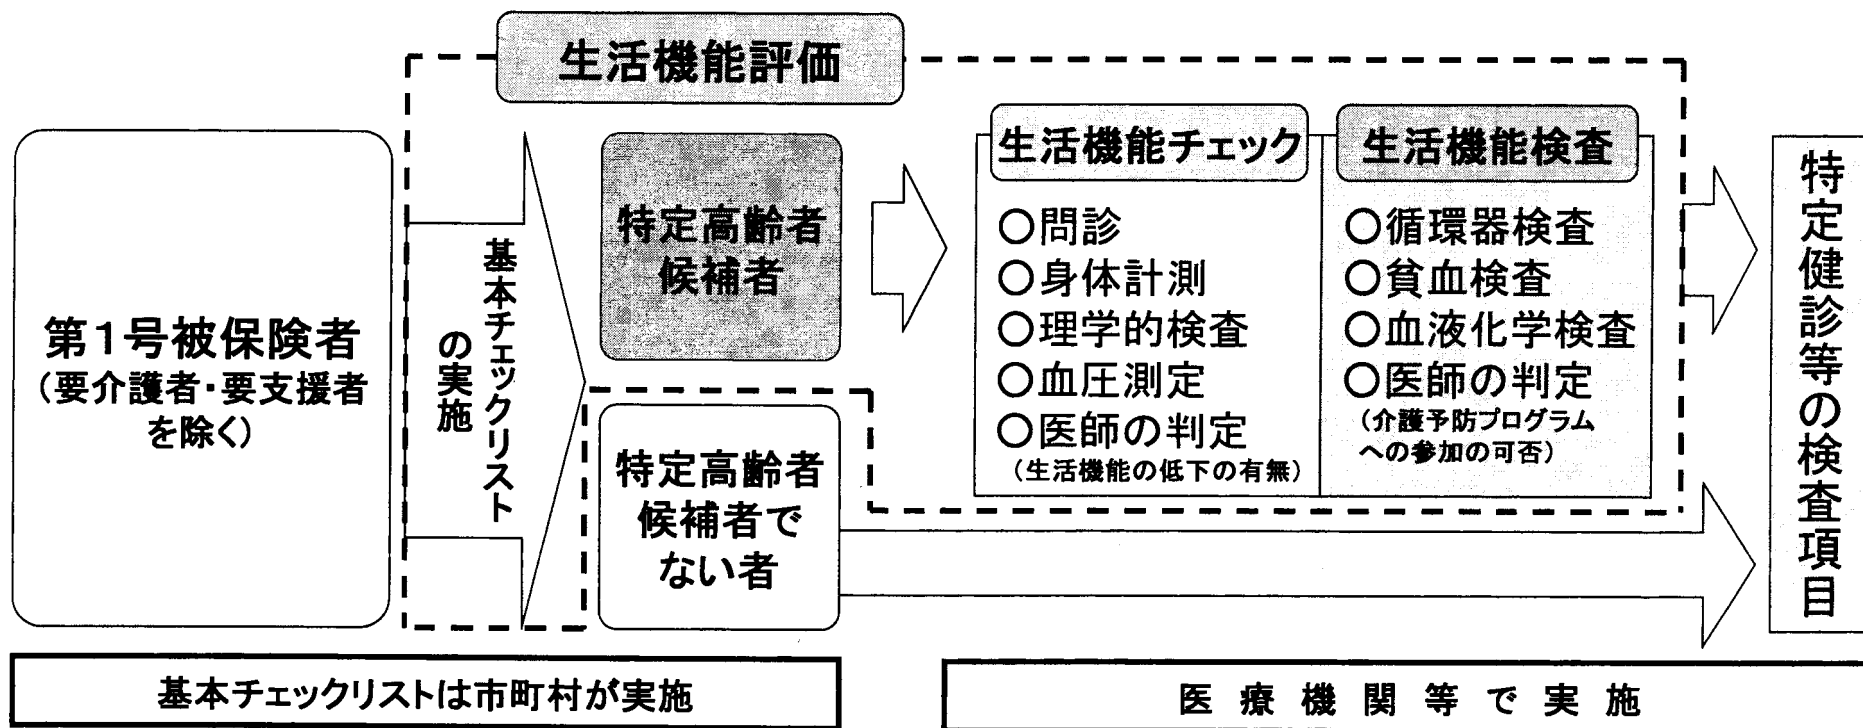 生活機能評価
第1号被保険者
(要介護者・要支援者
を除く)
基本チェックリスト
の実施
特定高齢者
候補者
特定高齢者
候補者で
ない者
生活機能チェック
○問診
○身体計測
○理学的検査
○血圧測定
○医師の判定
(生活機能の低下の有無)
生活機能検査
○循環器検査
○貧血検査
○血液化学検査
○医師の判定
(介護予防プログラム
への参加の可否)
特定健診等の検査項目
基本チェックリストは市町村が実施
医療機関等で実施